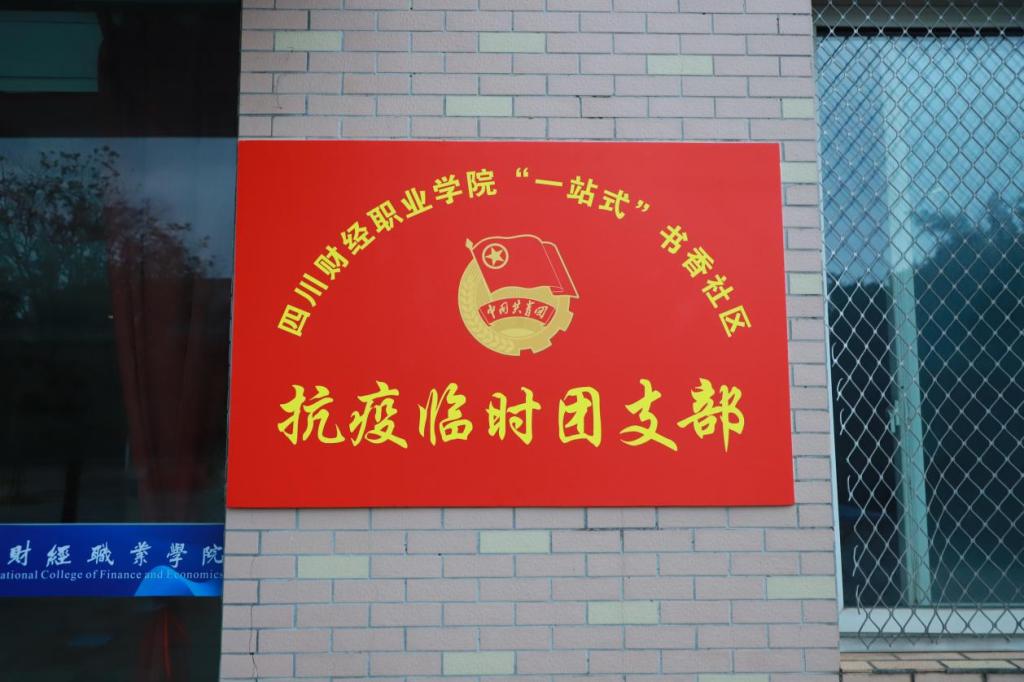 四川财经职业学院“一站式”书香社区
中国共青团
抗疫临时团支部
财經職業學院
ational College of Finance and Economics